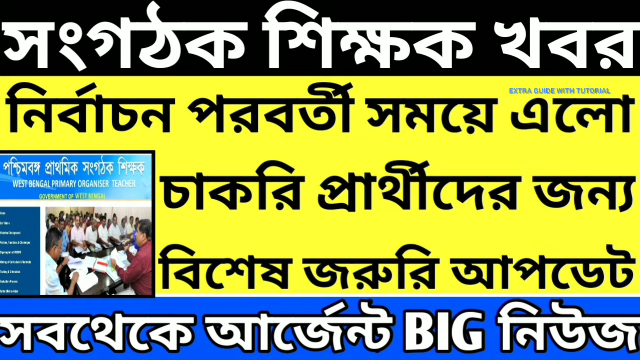 সংগঠক শিক্ষক খবর
EXTRA GUIDE WITH TUTORIAL
নির্বাচন পরবর্তী সময়ে এলো
পশ্চিমবঙ্গ প্রাথমিক সংগঠক শিক্ষক
WEST BENGAL PRIMARY ORGANISER TEACHER
GOVERNMENT OF WEST BENGAL
চাকরি প্রার্থীদের জন্য
বিশেষ জরুরি আপডেট
সবথেকে আর্জেন্ট BIG নিউজ